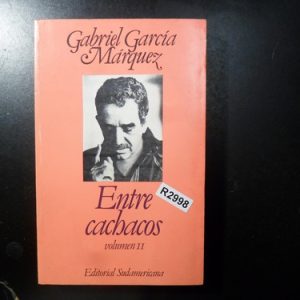 Gabriel García
Márquez
Entre
cachacos
R2998
volumen II
Editorial Sudamericana